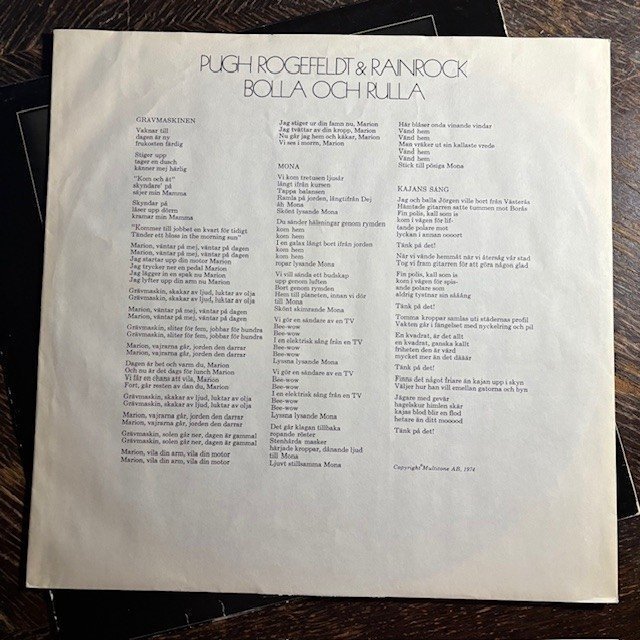 PUGH ROGEFELDT & RAINROCK
BOLLA OCH RULLA
GRÄVMASKINEN
Vaknar till
dagen är ny
frukosten färdig
Stiger upp
tager en dusch
känner mej härlig
"Kom och ät"
skyndare' på
säjer min Mamma
Skyndar på
låser upp dörrn
kramar min Mamma
"Kommer till jobbet en kvart för tidigt
Tänder ett bloss in the morning sun"
Marion, väntar på mej, väntar på dagen
Marion, väntar på mej, väntar på dagen
Jag startar upp din motor Marion
Jag trycker ner en pedal Marion
Jag lägger in en spak nu Marion
Jag lyfter upp din arm nu Marion
Grävmaskin, skakar av ljud, luktar av olja
Grävmaskin, skakar av ljud, luktar av olja
Marion, väntar på mej, väntar på dagen
Marion, väntar på mej, väntar på dagen
Grävmaskin, sliter för fem, jobbar för hundra
Grävmaskin, sliter för fem, jobbar för hundra
Marion, vajrarna går, jorden den darrar
Marion, vajrarna går, jorden den darrar
Dagen är het och varm du, Marion
Och nu är det dags för lunch Marion
Vi får en chans att vila, Marion
Fort, går resten av dan du, Marion
Grävmaskin, skakar av ljud, luktar av olja
Grävmaskin, skakar av ljud, luktar av olja
Marion, vajrarna går, jorden den darrar
Marion, vajrarna går, jorden den darrar
Grävmaskin, solen går ner, dagen är gammal
Grävmaskin, solen går ner, dagen är gammal
Marion, vila din arm, vila din motor
Marion, vila din arm, vila din motor
Jag stiger ur din famn nu, Marion
Jag tvättar av din kropp, Marion
Nu går jag hem och käkar, Marion
Vi ses i morrn, Marion
MONA
Vi kom tretusen ljusår
långt ifrån kursen
Tappa balansen
Ramla på jorden, långtifrån Dej
åh Mona
Skönt lysande Mona
Du sänder hälsningar genom rymden
kom hem
kom hem
I en galax långt bort ifrån jorden
kom hem
kom hem
ropar lysande Mona
Vi vill sända ett budskap
upp genom luften
Bort genom rymden
Hem till planeten, innan vi dör
till Mona
Skönt skimrande Mona
Vi gör en sändare av en TV
Bee-wow
Bee-wow
I en elektrisk sång från en TV
Bee-wow
Bee-wow
Lyssna lysande Mona
Vi gör en sändare av en TV
Bee-wow
Bee-wow
I en elektrisk sång från en TV
Bee-wow
Bee-wow
Lyssna lysande Mona
Det går klagan tillbaka
ropande röster
Stenhårda masker
härjade kroppar, dånande ljud
till Mona
Ljuvt stillsamma Mona
Här blåser onda vinande vindar
Vänd hem
Vänd hem
Man vräker ut sin kallaste vrede
Vänd hem
Vänd hem
Stick till pösiga Mona
KAJANS SÅNG
Jag och balla Jörgen ville bort från Västerås
Hämtade gitarren satte tummen mot Borås
Fin polis, kall som is
kom i vägen för lif-
tande polare mot
lyckan i annan oooort
Tänk på det!
När vi vände hemmåt när vi återsåg vår stad
Tog vi fram gitarren för att göra någon glad
Fin polis, kall som is
kom i vägen för spis-
ande polare som
aldrig tystnar sin sååång
Tänk på det!
Tomma kroppar samlas uti städernas profil
Vakten går i fängelset med nyckelring och pil
En kvadrat, är det allt
en kvadrat, ganska kallt
friheten den är värd
mycket mer än det dääär
Tänk på det!
Finns det något friare än kajan upp i skyn
Väljer hur han vill emellan gatorna och byn
Jägare med gevär
hagelskur himlen skär
kajas blod blir en flod
hetare än ditt mooood
Tänk på det!
Copyright Multitone AB, 1974